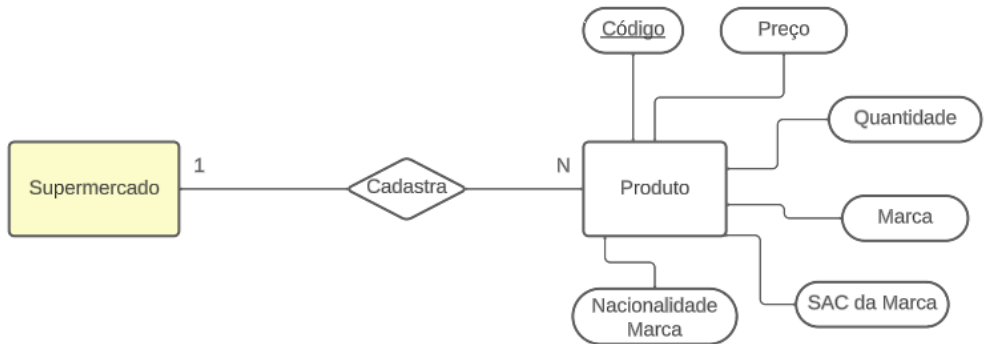 Código
Preço
Quantidade
Supermercado
1
Cadastra
N
Produto
Marca
SAC da Marca
Nacionalidade
Marca